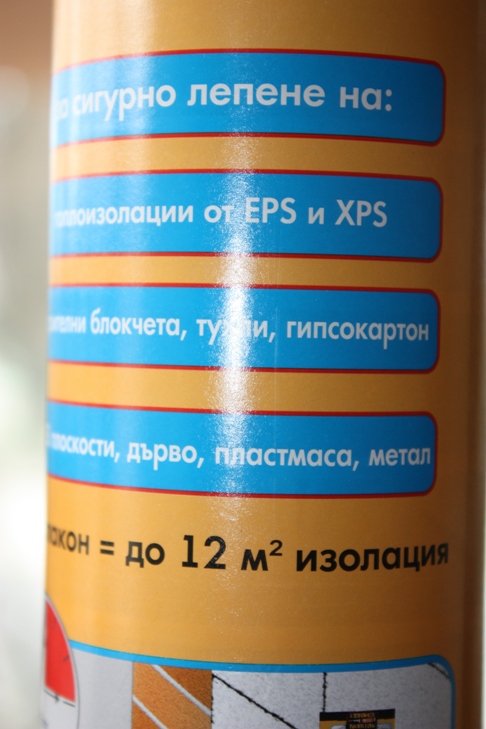 сигурно лепене на:
от EPS и XPS
блокчета, тухли, гипсокартон
плоскости, дърво, пластмаса, метал
= до 12 м² изолация